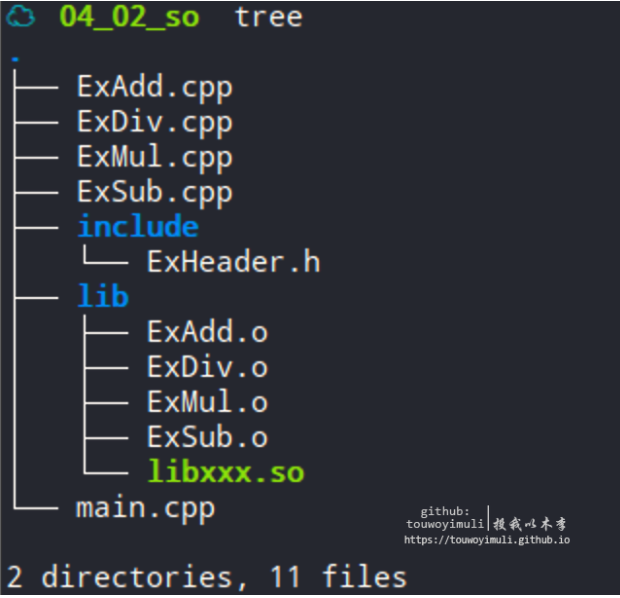 04_02_so tree
.
├── ExAdd.cpp
├── ExDiv.cpp
├── ExMul.cpp
├── ExSub.cpp
├── include
│   └── ExHeader.h
├── lib
│   ├── ExAdd.o
│   ├── ExDiv.o
│   ├── ExMul.o
│   ├── ExSub.o
│   └── libxxx.so
└── main.cpp
github:
touwoyimuli
投我以木李
https://touwoyimuli.github.io
2 directories, 11 files